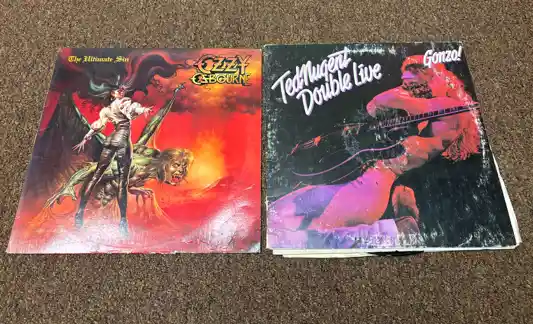 The Ultimate Sin
OZZY
OSBOURNE
Ted Nugent
Double Live
Gonzo!